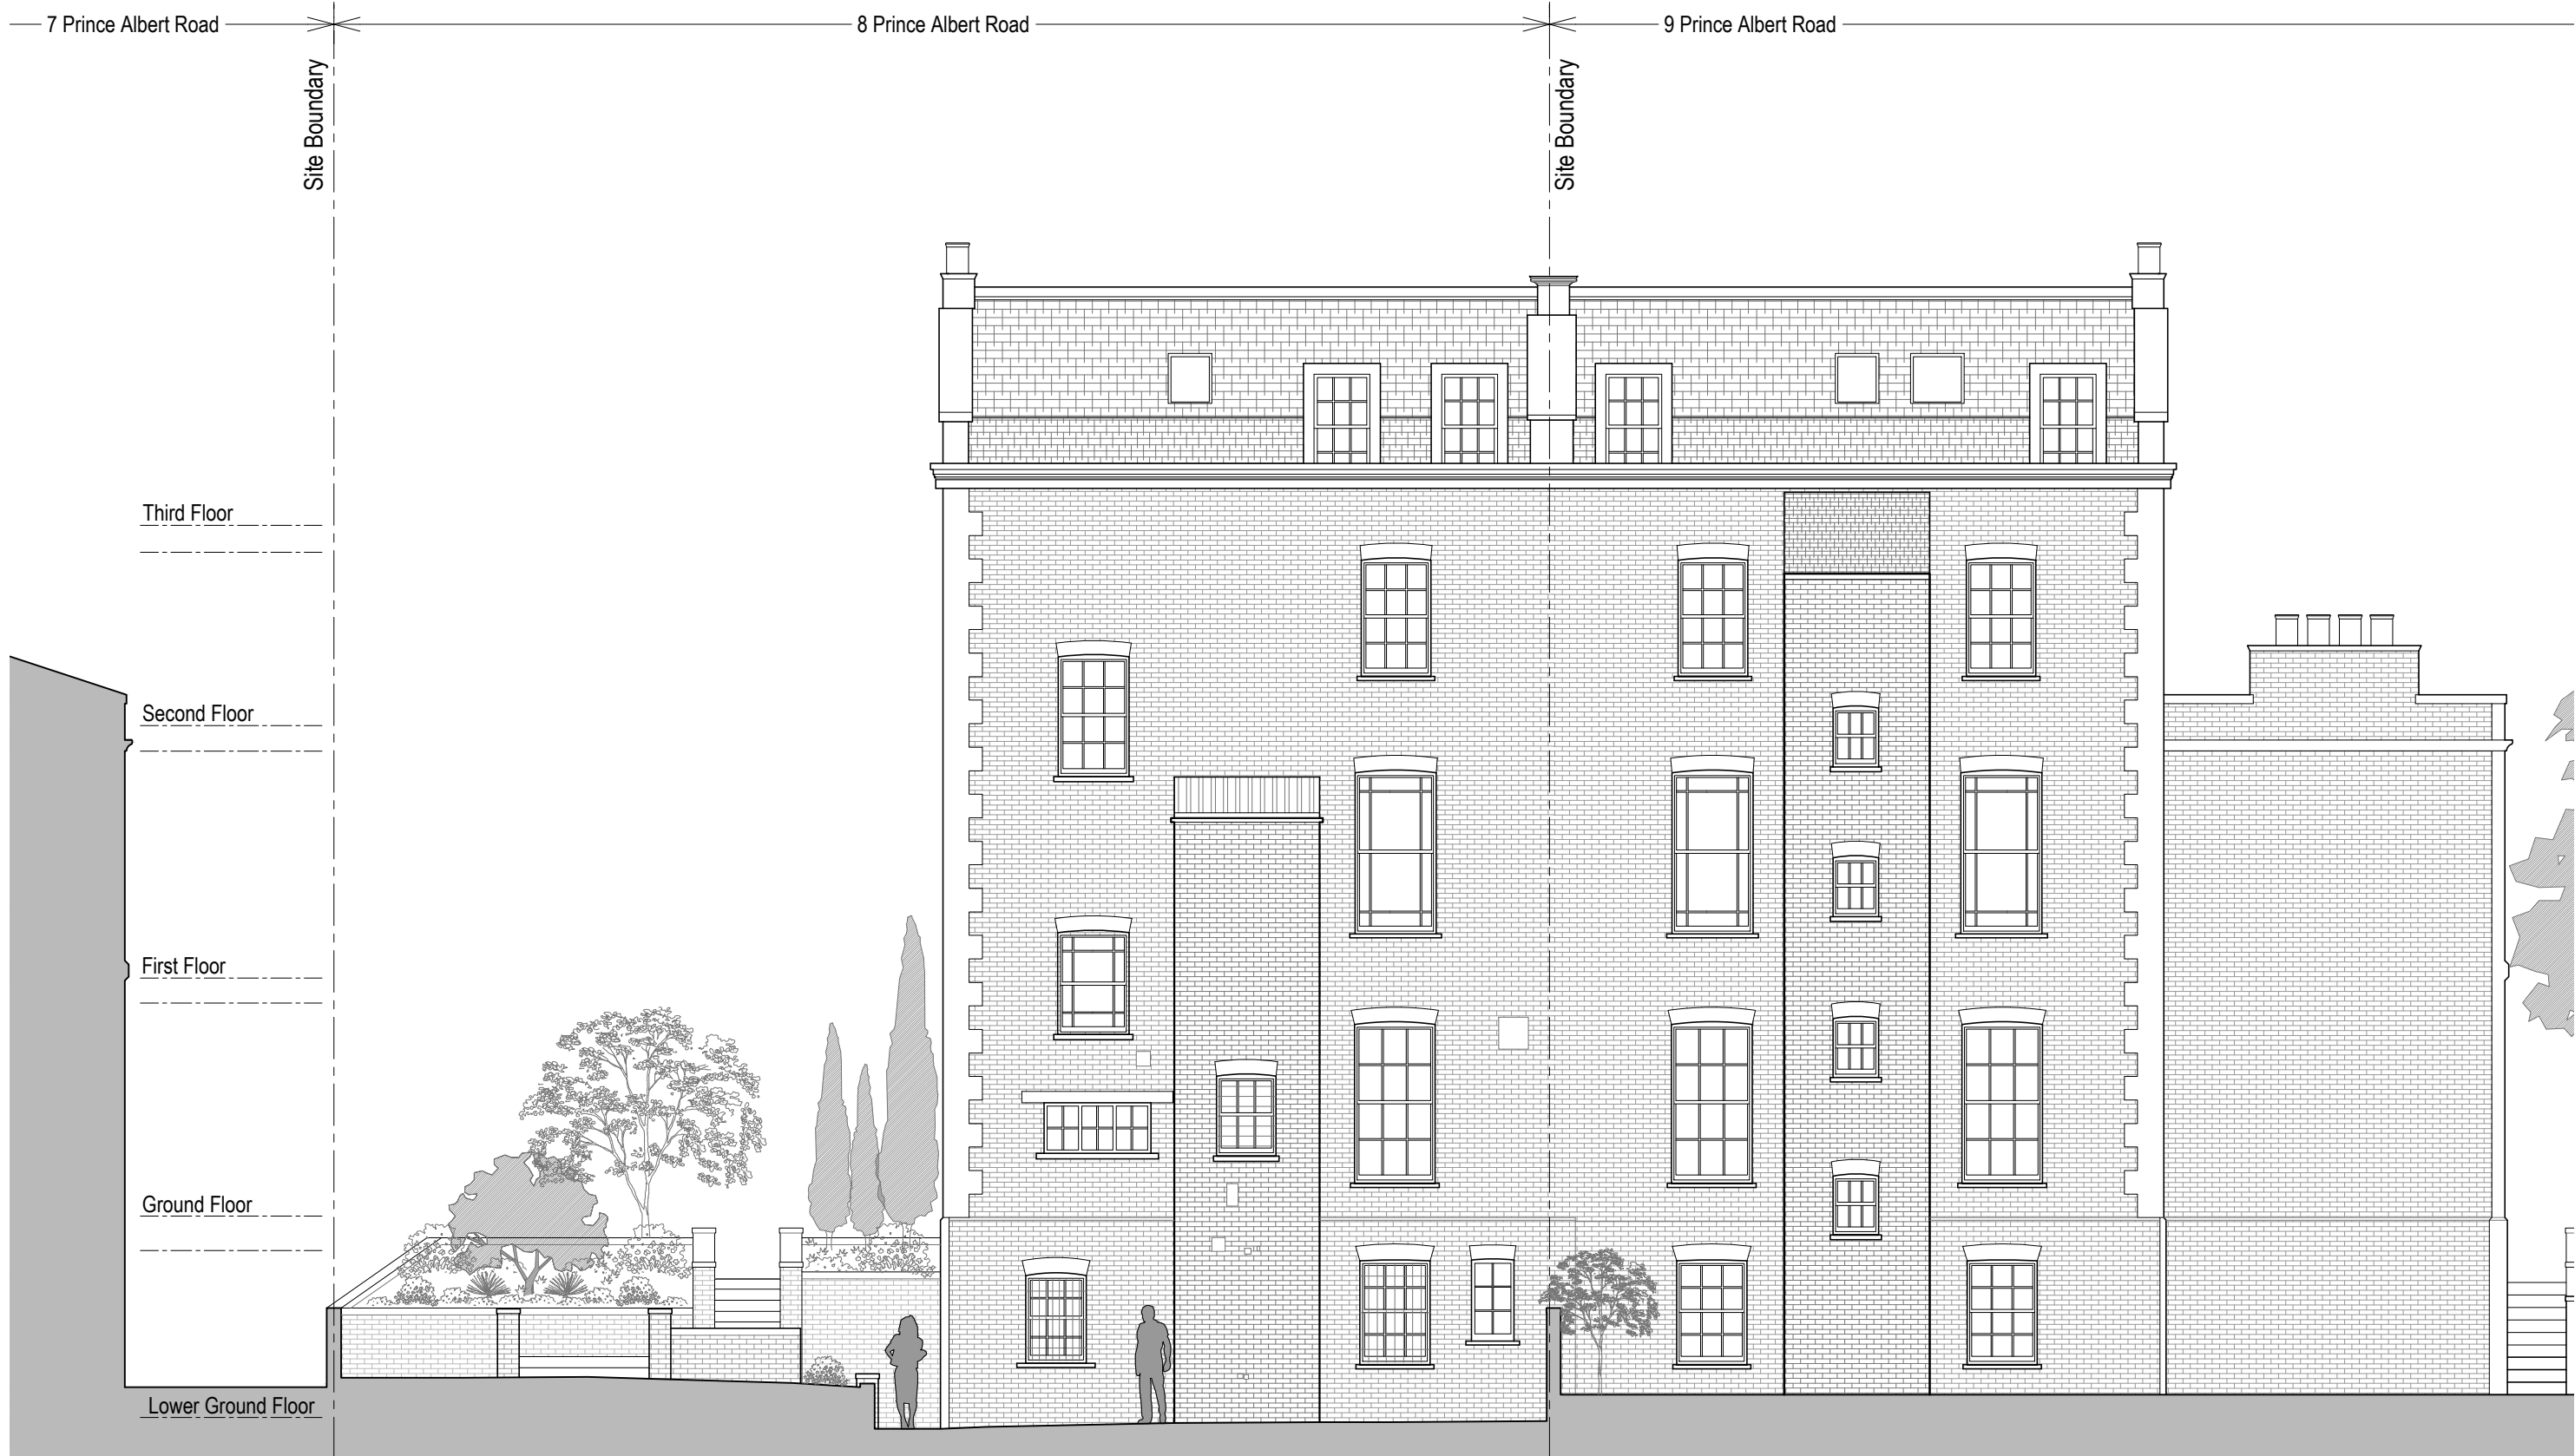 7 Prince Albert Road
8 Prince Albert Road
9 Prince Albert Road
Site Boundary
Site Boundary
Third Floor
Second Floor
First Floor
Ground Floor
Lower Ground Floor